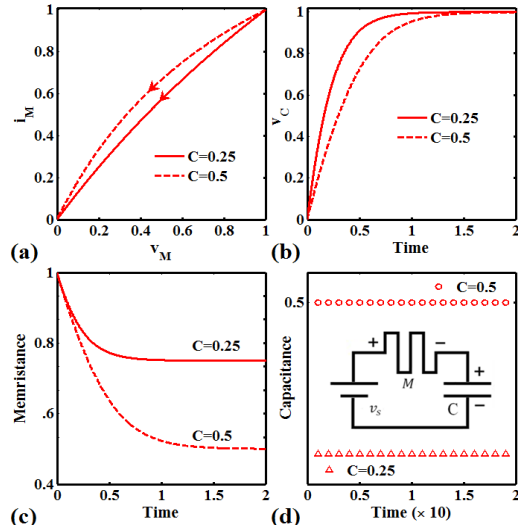 1
0.8
0.6
0.4
0.2
0
i_M
C=0.25
C=0.5
0 0.2 0.4 0.6 0.8 1
(a) v_M
1
0.8
0.6
0.4
0.2
0
v_C
C=0.25
C=0.5
0 0.5 1 1.5 2
(b) Time
1
0.8
0.6
0.4
Memristance
C=0.25
C=0.5
0 0.5 1 1.5 2
(c) Time
Capacitance
0.5
C=0.5
+ −
M
+
v_s C
−
C=0.25
0 0.5 1 1.5 2
(d) Time (× 10)